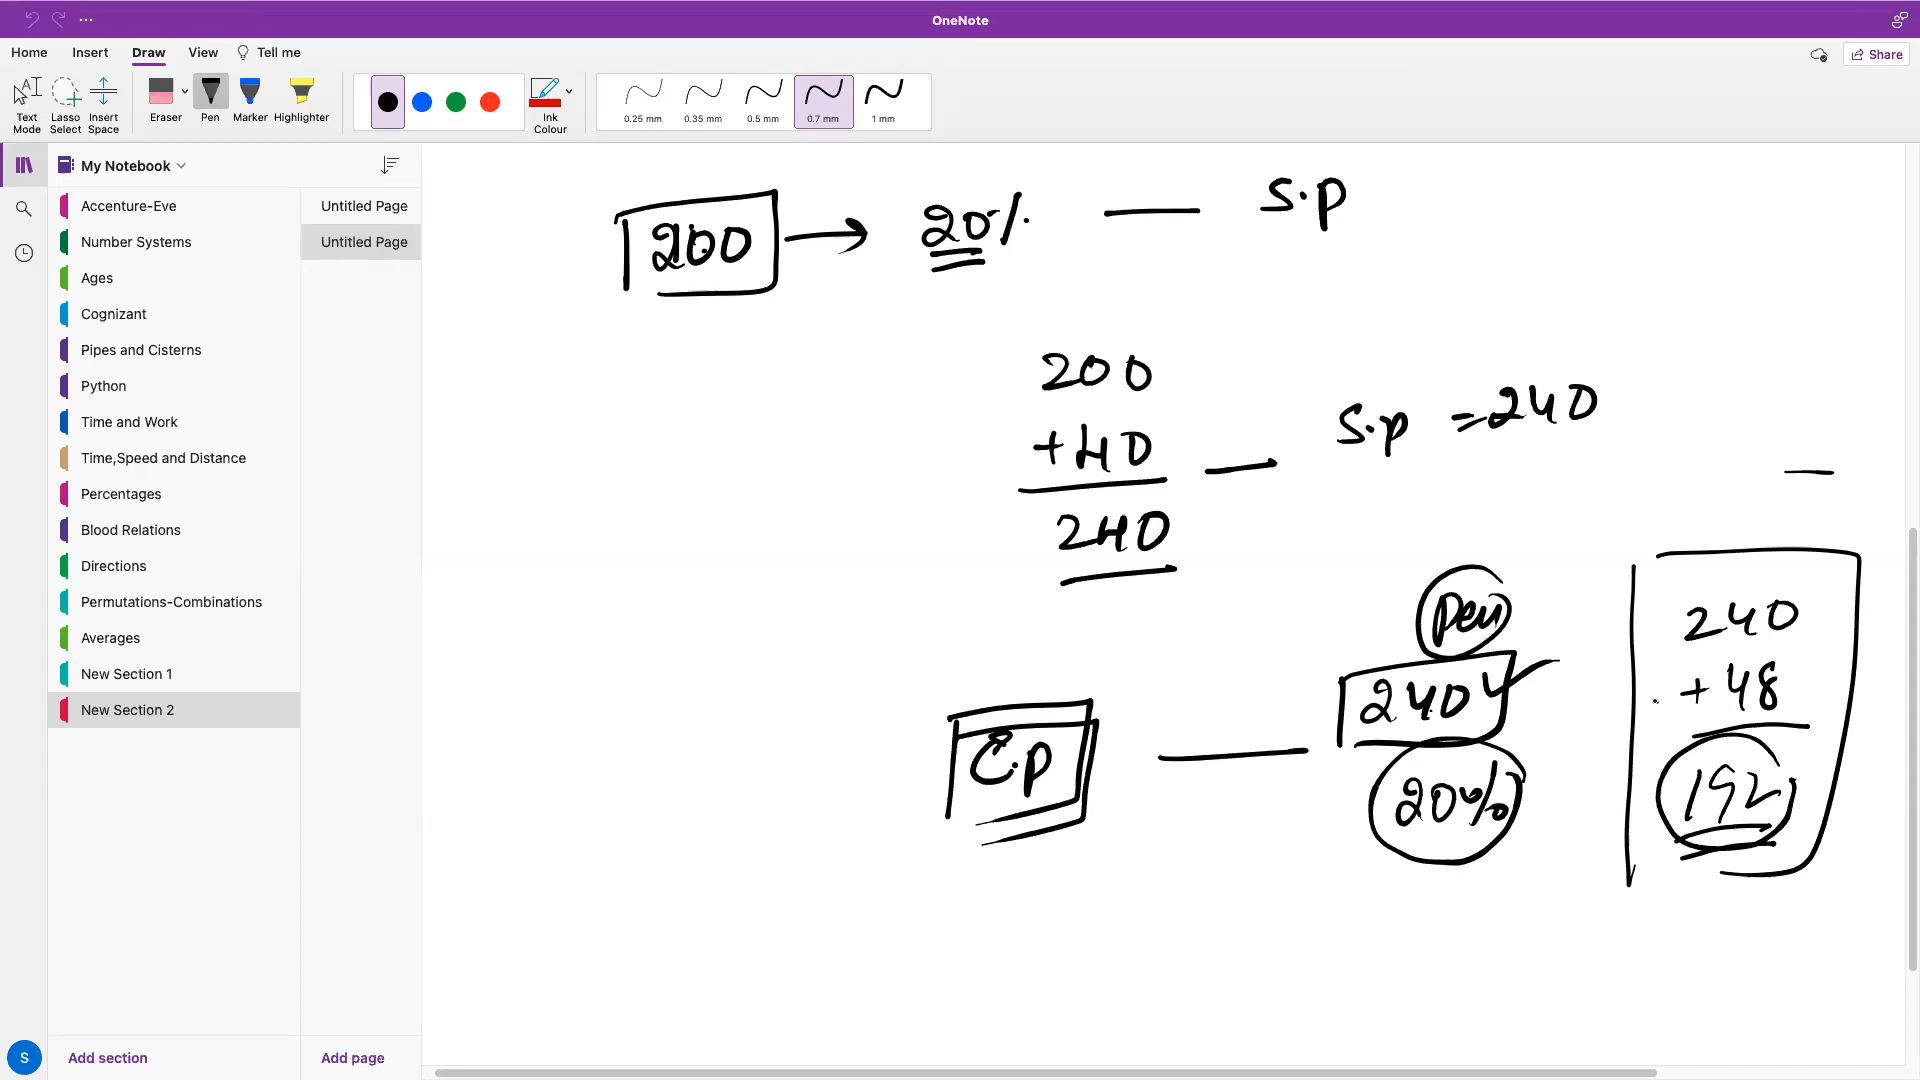 OneNote
Home Insert Draw View Tell me
Share
Text Mode
Lasso Select
Insert Space
Eraser
Pen
Marker
Highlighter
Ink Colour
0.25 mm
0.35 mm
0.5 mm
0.7 mm
1 mm
My Notebook
Accenture-Eve
Number Systems
Ages
Cognizant
Pipes and Cisterns
Python
Time and Work
Time,Speed and Distance
Percentages
Blood Relations
Directions
Permutations-Combinations
Averages
New Section 1
New Section 2
Untitled Page
Untitled Page
S
Add section
Add page
200 → 20% — S.p
200
+40 — S.p = 240
240
Pen
C.p — 240
20%
240
+ 48
192